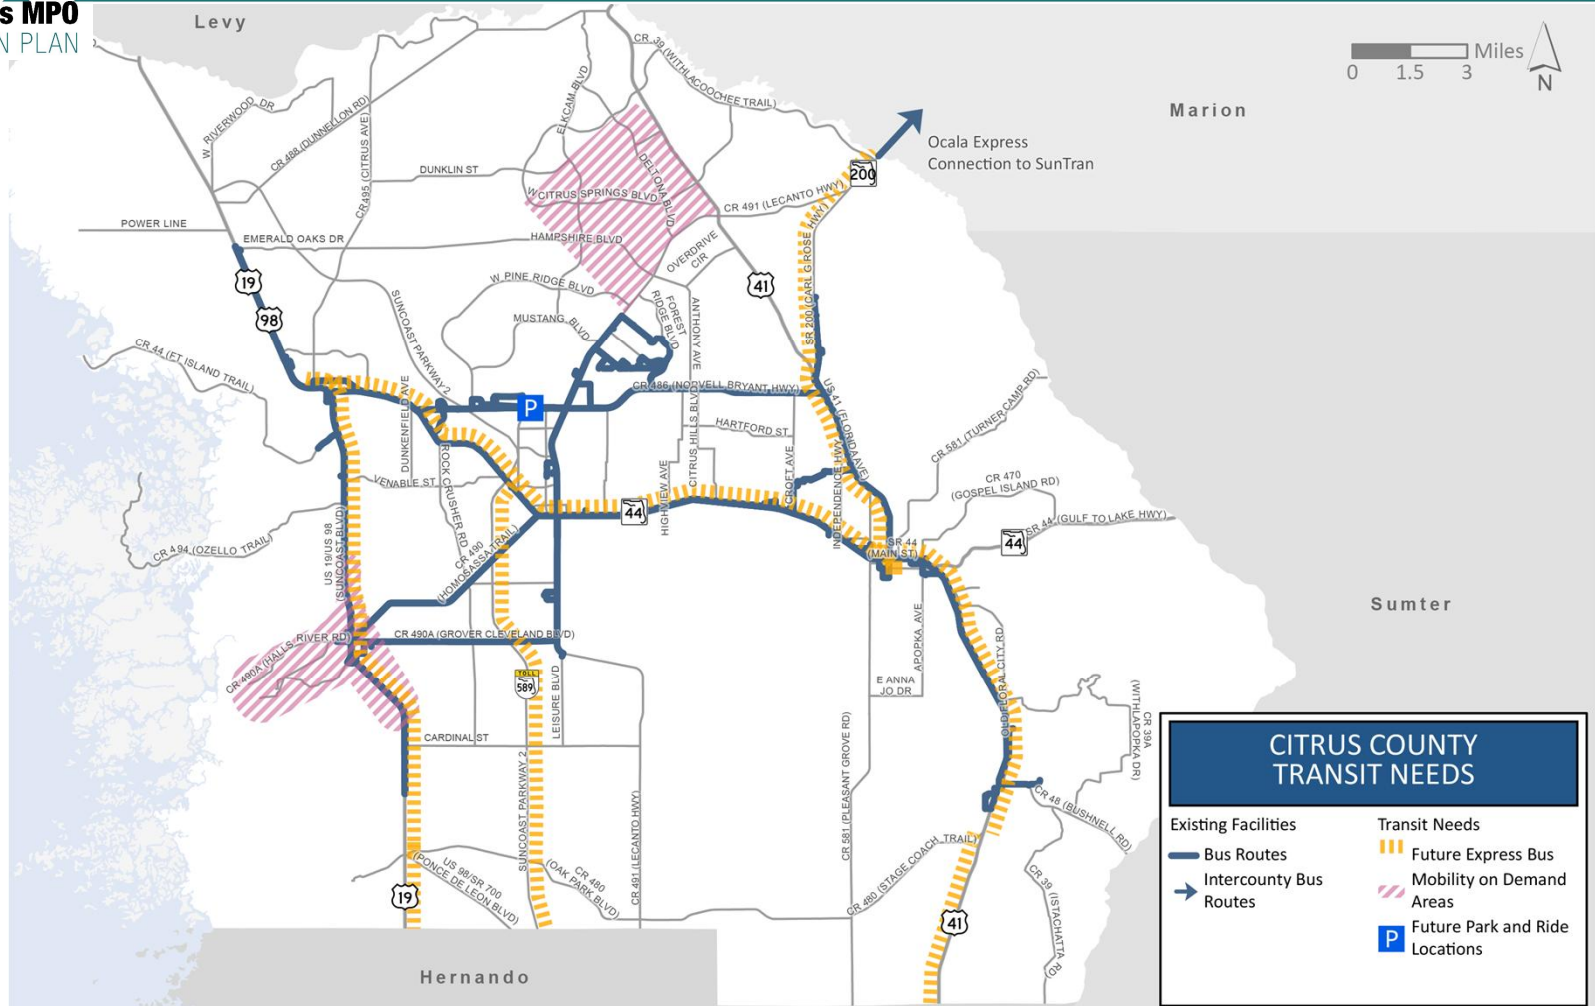 s MPO
N PLAN
Levy
CR 39 (WITHLACOOCHEE TRAIL)
Miles
0 1.5 3
N
Marion
W RIVERWOOD DR
CR 488 (DUNNELLON RD)
CR 495 (CITRUS AVE)
ELKCAM BLVD
DELTONA BLVD
Ocala Express
Connection to SunTran
200
DUNKLIN ST
W CITRUS SPRINGS BLVD
CR 491 (LECANTO HWY)
POWER LINE
EMERALD OAKS DR
HAMPSHIRE BLVD
OVERDRIVE
CIR
SR 200 (CARL GROSE HWY)
19
98
41
W PINE RIDGE BLVD
SUNCOAST PARKWAY 2
MUSTANG BLVD
FOREST
RIDGE BLVD
ANTHONY AVE
CR 44 (FT ISLAND TRAIL)
CR 486 (NORVELL BRYANT HWY)
US 41 (FLORIDA AVE)
P
DUNKENFIELD AVE
CITRUS HILLS BLVD
HARTFORD ST
CR 581 (TURNER CAMP RD)
ROCK CRUSHER RD
VENABLE ST
HIGHVIEW AVE
CROFT AVE
INDEPENDENCE HWY
CR 470
(GOSPEL ISLAND RD)
44
SR 44 (GULF TO LAKE HWY)
44
SR 44
(MAIN ST)
CR 494 (OZELLO TRAIL)
US 19/US 98
(SUNCOAST BLVD)
CR 490
(HOMOSASSA TRAIL)
Sumter
CR 490A (HALLS RIVER RD)
CR 490A (GROVER CLEVELAND BLVD)
APOPKA AVE
OLD FLORAL CITY RD
TOLL
589
LEISURE BLVD
E ANNA
JO DR
CR 39A
(WITHLAPOPKA DR)
CARDINAL ST
SUNCOAST PARKWAY 2
CR 491 (LECANTO HWY)
CR 581 (PLEASANT GROVE RD)
CR 48 (BUSHNELL RD)
CR 480 (STAGE COACH TRAIL)
US 98/SR 700
(PONCE DE LEON BLVD)
CR 480
(OAK PARK BLVD)
CR 39 (ISTACHATTA RD)
19
41
Hernando
CITRUS COUNTY
TRANSIT NEEDS
Existing Facilities
Bus Routes
Intercounty Bus
Routes
Transit Needs
Future Express Bus
Mobility on Demand
Areas
P
Future Park and Ride
Locations